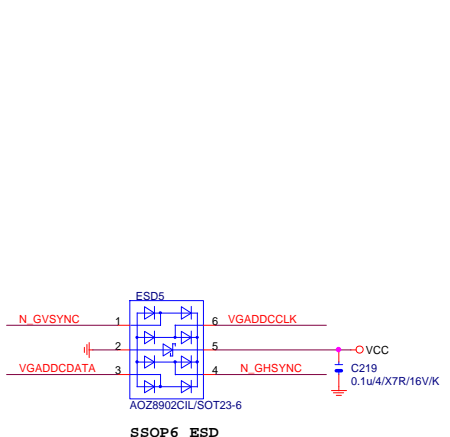 ESD5
N_GVSYNC 1 6 VGADDCCLK
2 5 VCC
VGADDCDATA 3 4 N_GHSYNC C219
0.1u/4/X7R/16V/K
AOZ8902CIL/SOT23-6
SSOP6 ESD